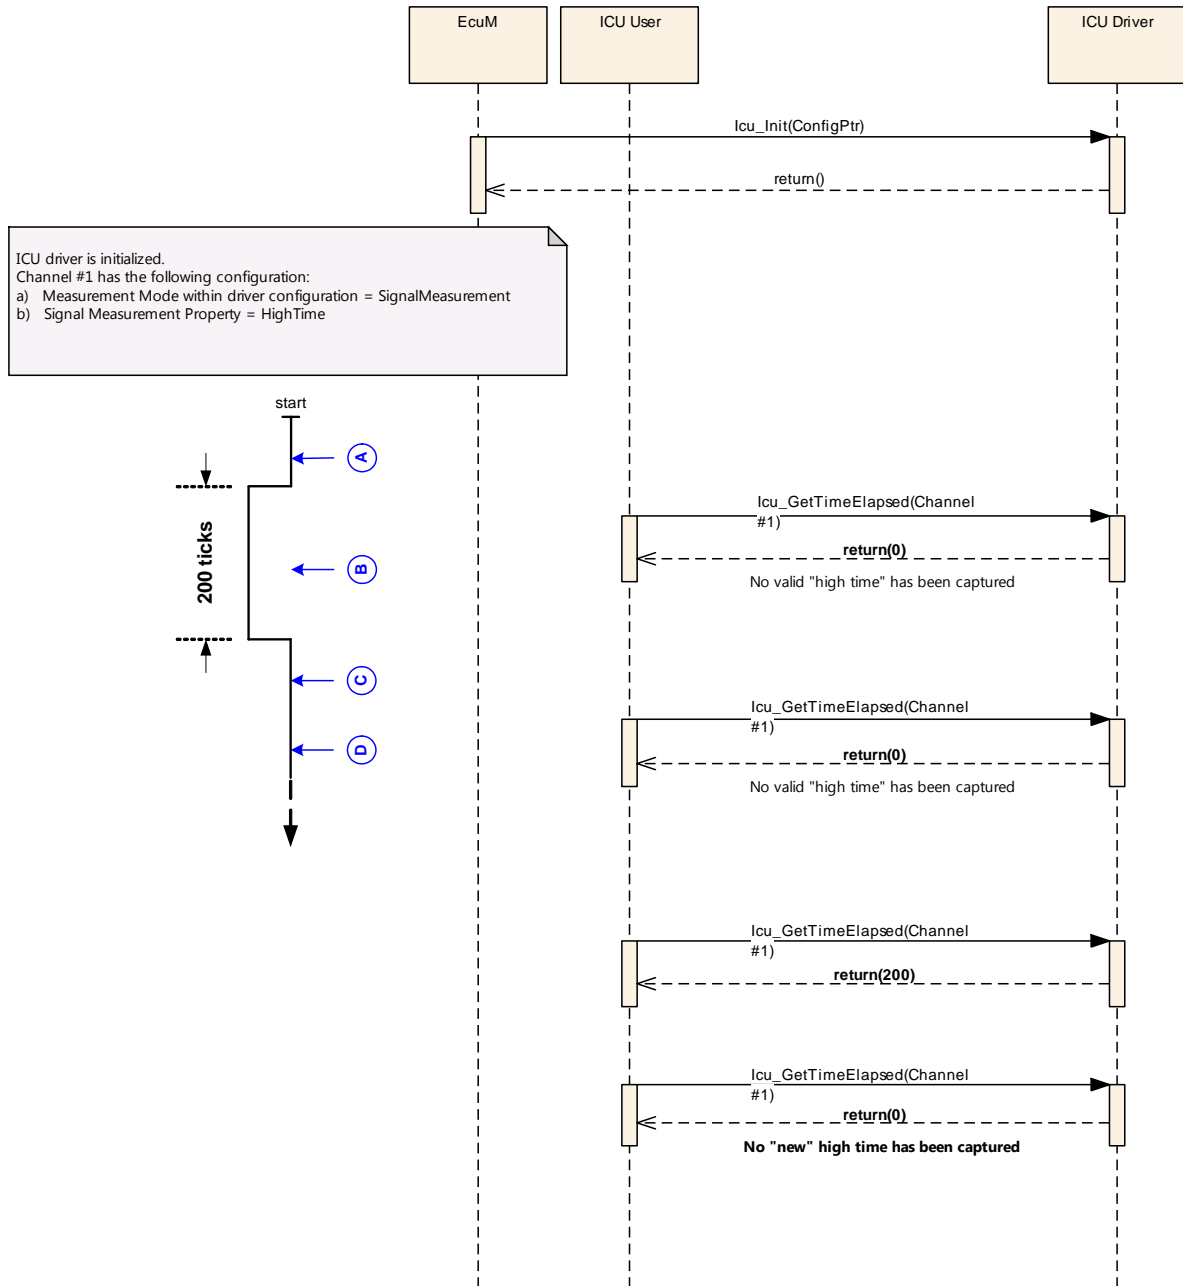 EcuM
ICU User
ICU Driver
Icu_Init(ConfigPtr)
return()
ICU driver is initialized.
Channel #1 has the following configuration:
a) Measurement Mode within driver configuration = SignalMeasurement
b) Signal Measurement Property = HighTime
start
A
200 ticks
B
C
D
Icu_GetTimeElapsed(Channel
#1)
return(0)
No valid "high time" has been captured
Icu_GetTimeElapsed(Channel
#1)
return(0)
No valid "high time" has been captured
Icu_GetTimeElapsed(Channel
#1)
return(200)
Icu_GetTimeElapsed(Channel
#1)
return(0)
No "new" high time has been captured